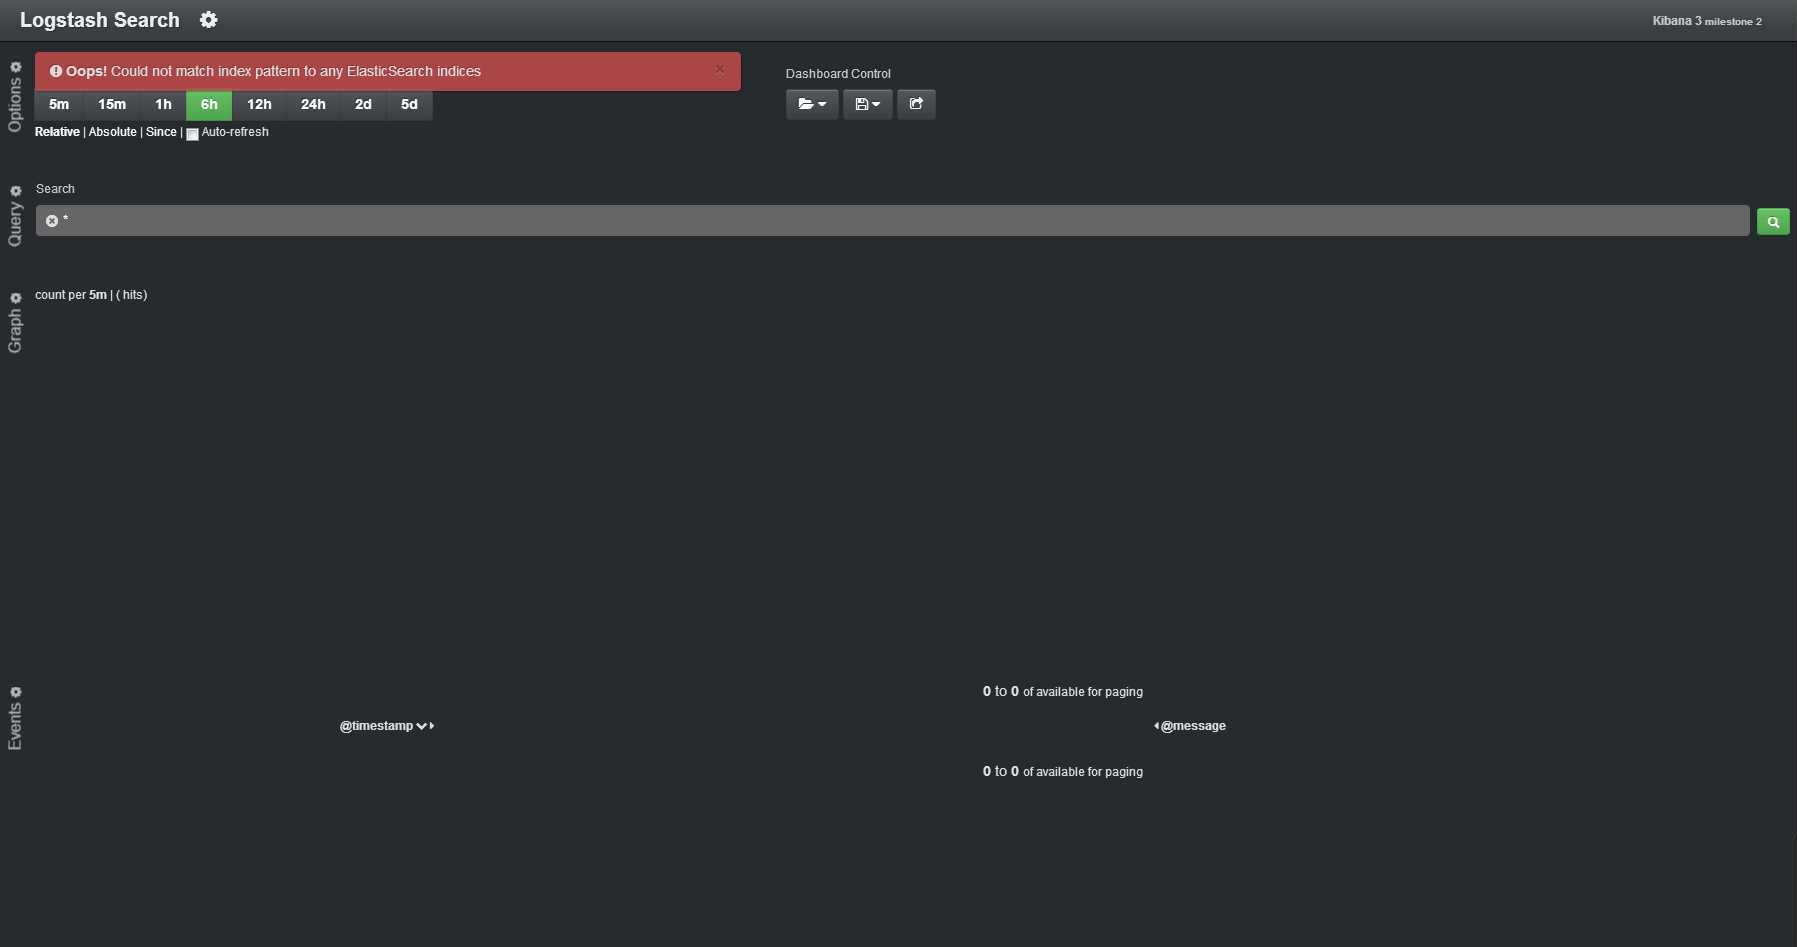 Logstash Search
Kibana 3 milestone 2
Options
Oops! Could not match index pattern to any ElasticSearch indices ×
5m 15m 1h 6h 12h 24h 2d 5d
Relative | Absolute | Since | Auto-refresh
Dashboard Control
Query
Search
*
Graph
count per 5m | ( hits)
Events
0 to 0 of available for paging
@timestamp
@message
0 to 0 of available for paging